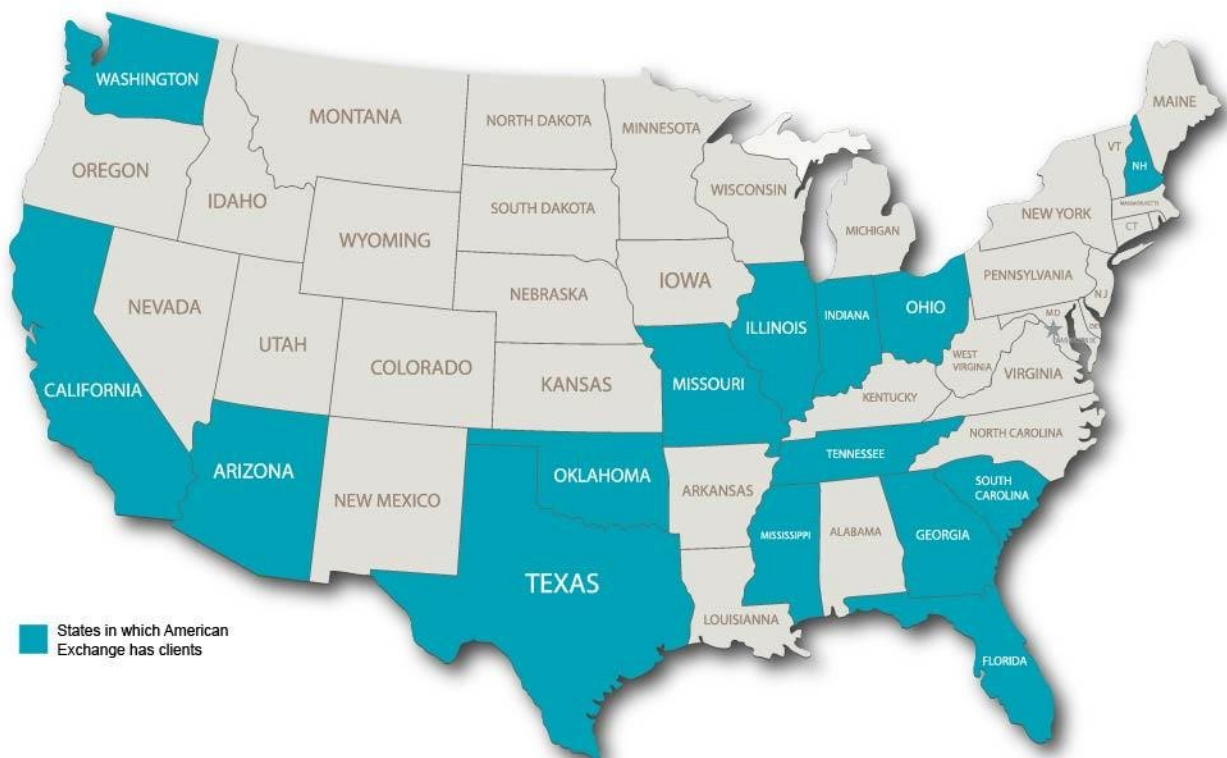 WASHINGTON
MONTANA
NORTH DAKOTA
MINNESOTA
MAINE
VT
NH
OREGON
IDAHO
SOUTH DAKOTA
WISCONSIN
MASSACHUSETTS
NEW YORK
CT
MICHIGAN
WYOMING
PENNSYLVANIA
NEVADA
NEBRASKA
IOWA
NJ
OHIO
INDIANA
ILLINOIS
MD
DE
UTAH
COLORADO
WEST
VIRGINIA
VIRGINIA
CALIFORNIA
KANSAS
MISSOURI
KENTUCKY
NORTH CAROLINA
TENNESSEE
ARIZONA
OKLAHOMA
SOUTH
CAROLINA
ARKANSAS
NEW MEXICO
MISSISSIPPI
ALABAMA
GEORGIA
TEXAS
LOUISIANNA
FLORIDA
States in which American
Exchange has clients